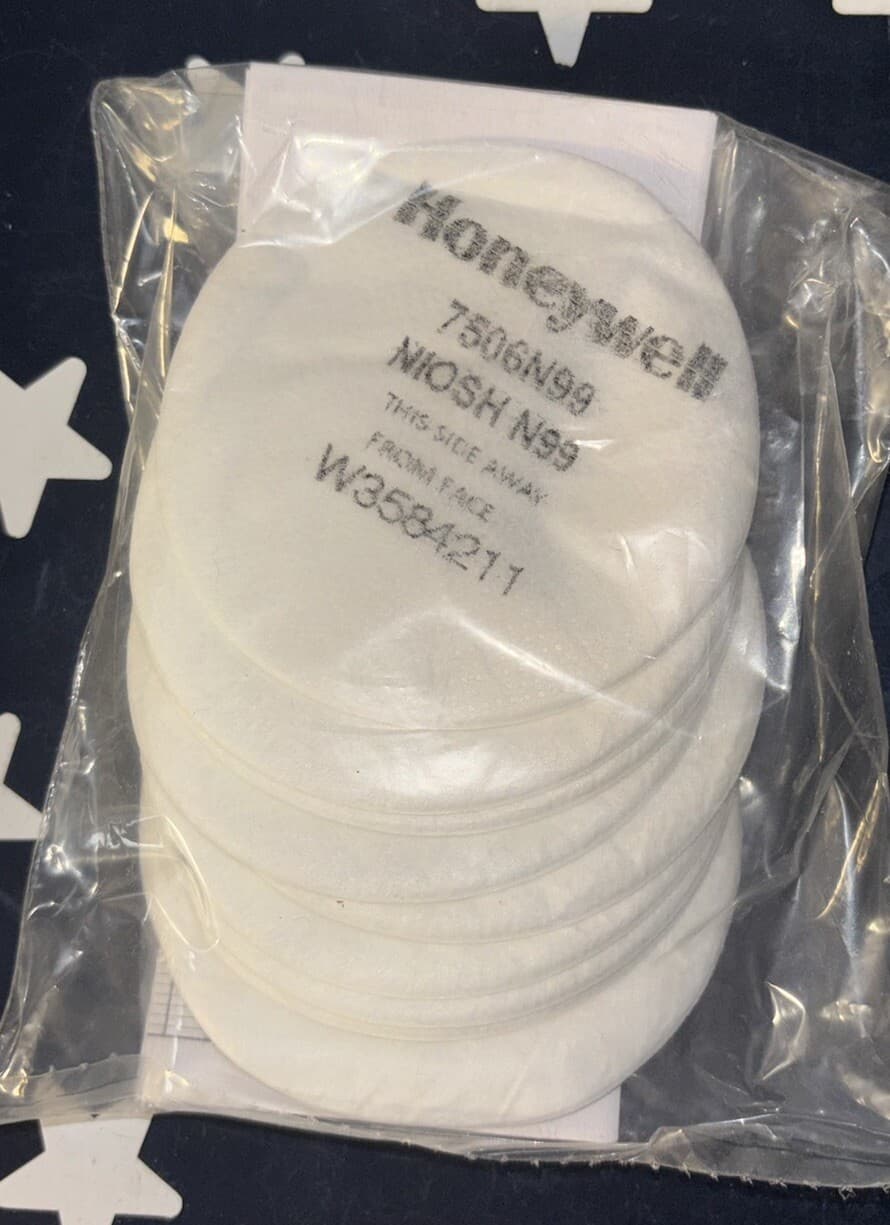 Honeywell
7506N99
NIOSH N99
THIS SIDE AWAY
FROM FACE
W3584211